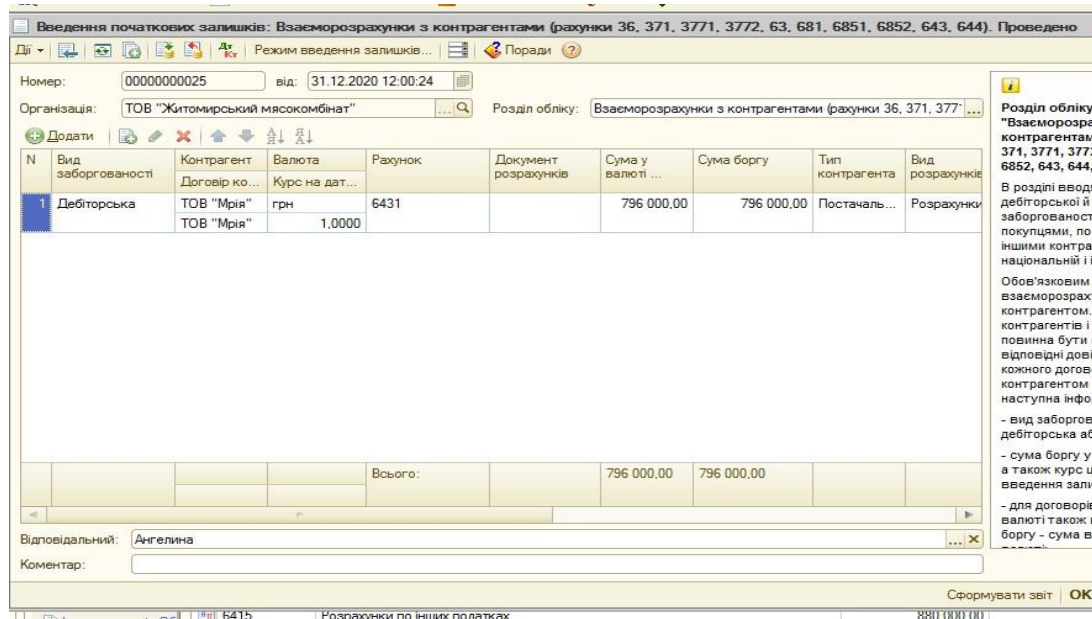 Введення початкових залишків: Взаєморозрахунки з контрагентами (рахунки 36, 371, 3771, 3772, 63, 681, 6851, 6852, 643, 644). Проведено
Дії Режим введення залишків... Поради
Номер: 00000000025 від: 31.12.2020 12:00:24
Організація: ТОВ "Житомирський мясокомбінат" ... Розділ обліку: Взаєморозрахунки з контрагентами (рахунки 36, 371, 377 ...
Додати
N Вид заборгованості Контрагент Валюта Рахунок Документ розрахунків Сума у валюті ... Сума боргу Тип контрагента Вид розрахунків
Договір ко... Курс на дат...
1 Дебіторська ТОВ "Мрія" грн 6431 796 000,00 796 000,00 Постачаль... Розрахунки
ТОВ "Мрія" 1,0000
Всього: 796 000,00 796 000,00
Відповідальний: Ангелина ...
Коментар:
Розділ обліку
"Взаєморозра
контрагентам
371, 3771, 377
6852, 643, 644,
В розділі ввод
дебіторської й
заборгованост
покупцями, по
іншими контра
національній і
Обов'язковим
взаєморозрах
контрагентом.
контрагентів і
повинна бути
відповідні дові
кожного догов
контрагентом
наступна інфо
- вид заборгов
дебіторська аб
- сума боргу у
а також курс ц
введення зали
- для договорів
валюті також
боргу - сума в
Сформувати звіт OK
6415 Розрахунки по інших податках 880 000,00